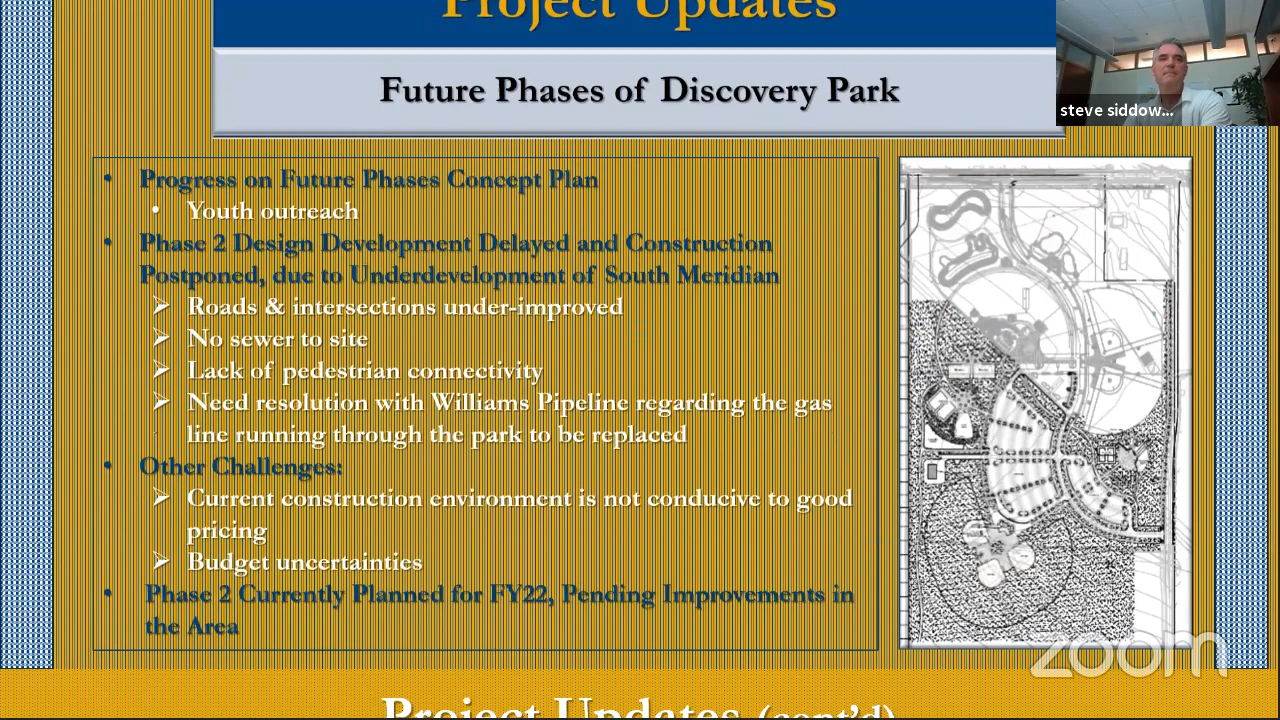 Project Updates
Future Phases of Discovery Park
steve siddow...
• Progress on Future Phases Concept Plan
• Youth outreach
• Phase 2 Design Development Delayed and Construction
Postponed, due to Underdevelopment of South Meridian
➢ Roads & intersections under-improved
➢ No sewer to site
➢ Lack of pedestrian connectivity
➢ Need resolution with Williams Pipeline regarding the gas
line running through the park to be replaced
• Other Challenges:
➢ Current construction environment is not conducive to good
pricing
➢ Budget uncertainties
• Phase 2 Currently Planned for FY22, Pending Improvements in
the Area
zoom
Project Updates (cont'd)